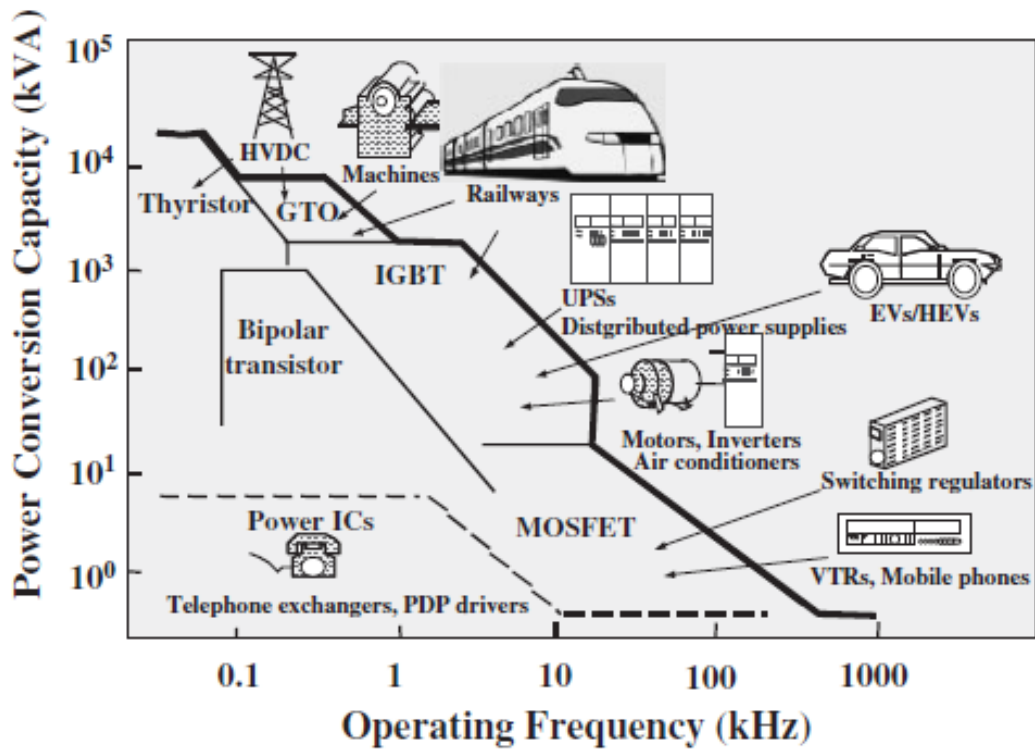 Power Conversion Capacity (kVA)
10^5
10^4
10^3
10^2
10^1
10^0
HVDC
Machines
Thyristor
GTO
Railways
IGBT
UPSs
Distgributed power supplies
EVs/HEVs
Bipolar
transistor
Motors, Inverters
Air conditioners
Switching regulators
Power ICs
MOSFET
VTRs, Mobile phones
Telephone exchangers, PDP drivers
0.1 1 10 100 1000
Operating Frequency (kHz)